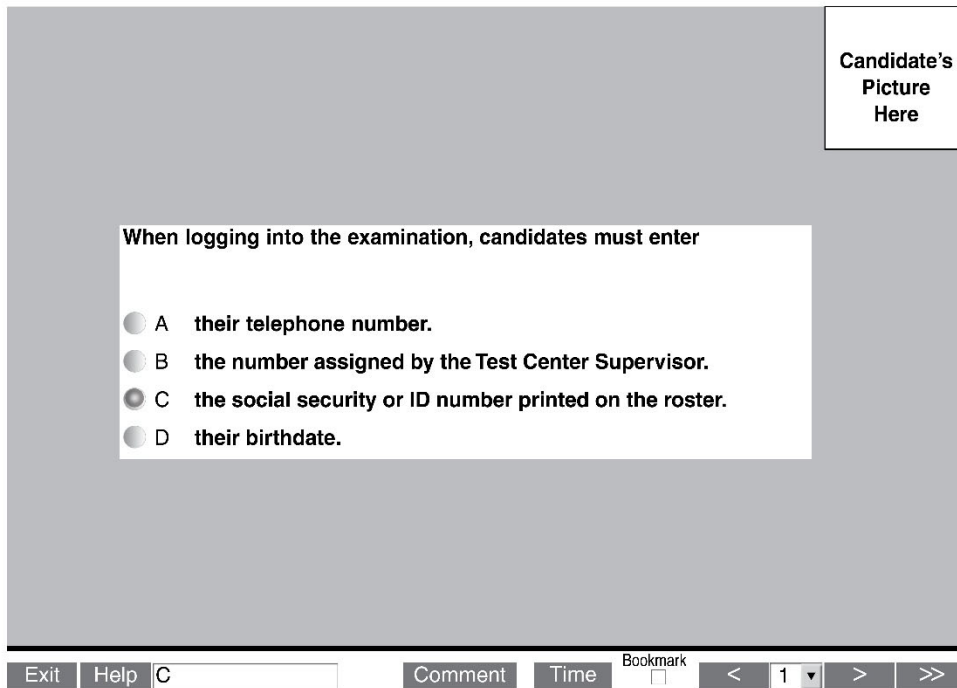 Candidate's
Picture
Here
When logging into the examination, candidates must enter
A their telephone number.
B the number assigned by the Test Center Supervisor.
C the social security or ID number printed on the roster.
D their birthdate.
Bookmark
Exit Help C Comment Time < 1 > >>